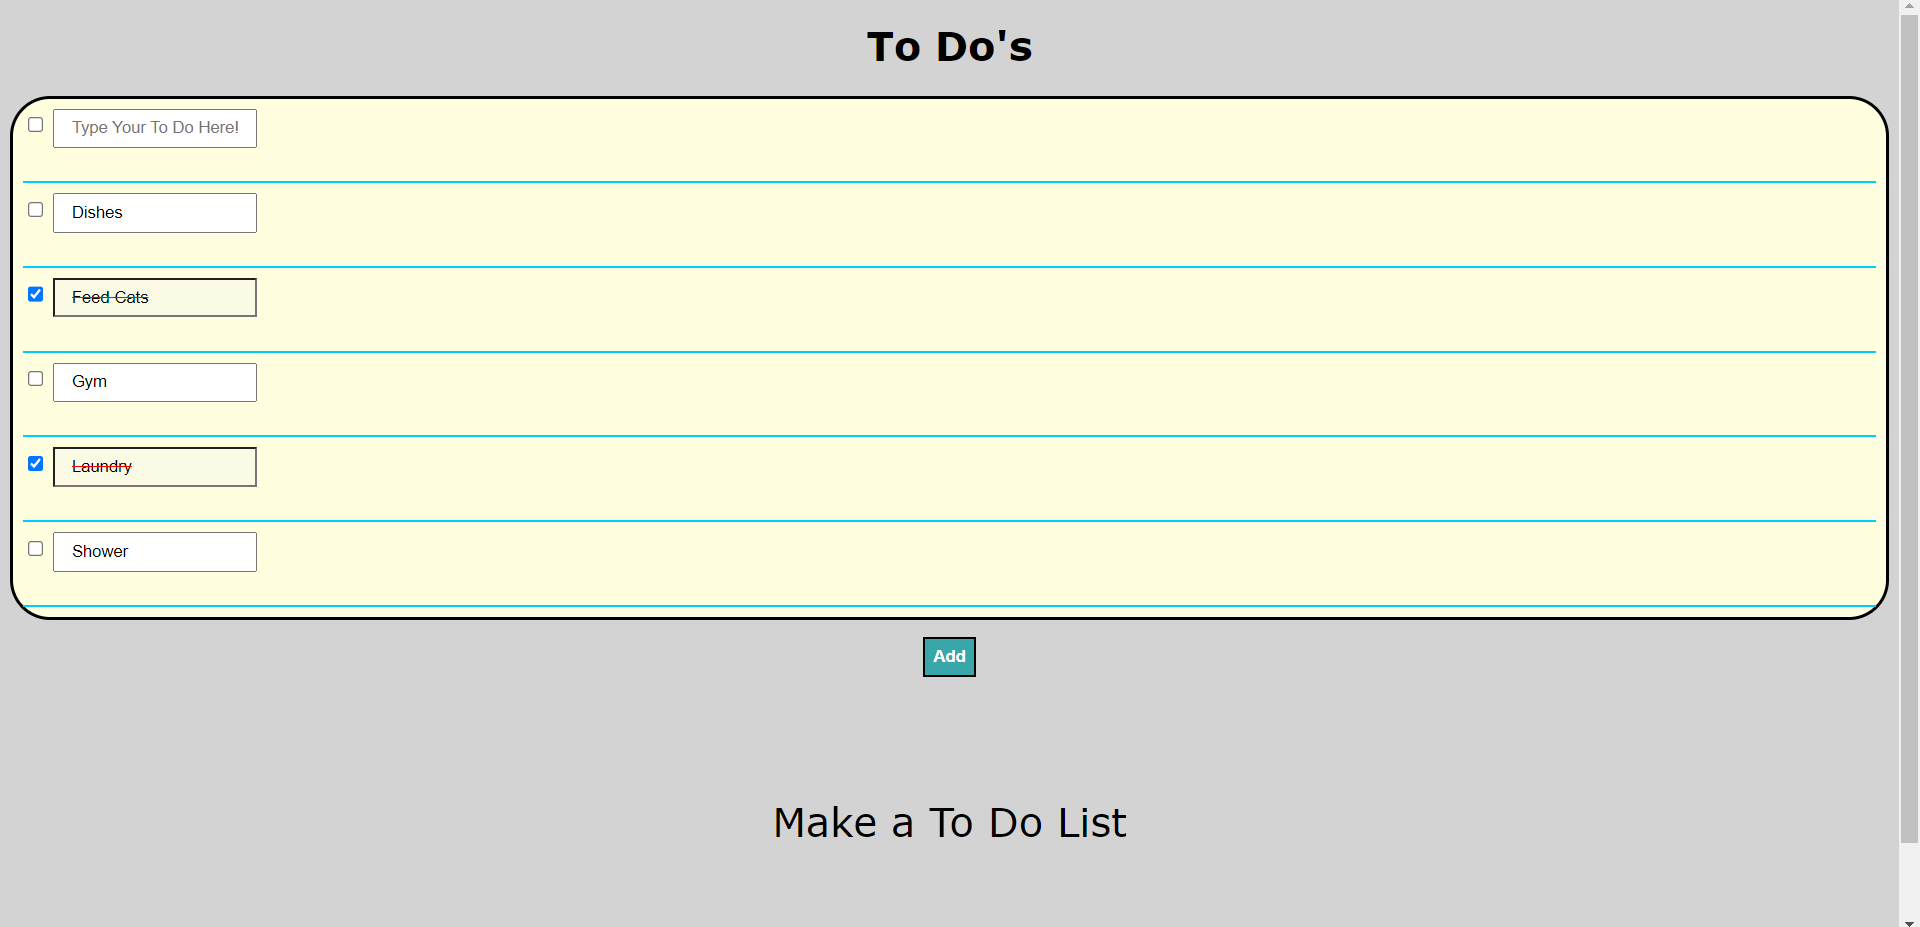 To Do's
Type Your To Do Here!
Dishes
Feed Cats
Gym
Laundry
Shower
Add
Make a To Do List